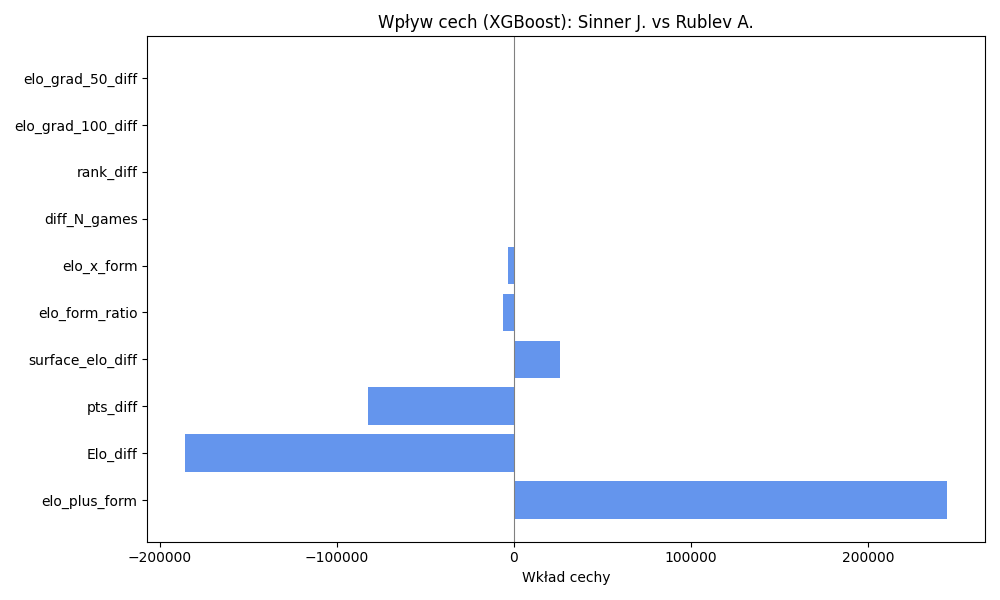 Wpływ cech (XGBoost): Sinner J. vs Rublev A.
elo_grad_50_diff
elo_grad_100_diff
rank_diff
diff_N_games
elo_x_form
elo_form_ratio
surface_elo_diff
pts_diff
Elo_diff
elo_plus_form
−200000 −100000 0 100000 200000
Wkład cechy